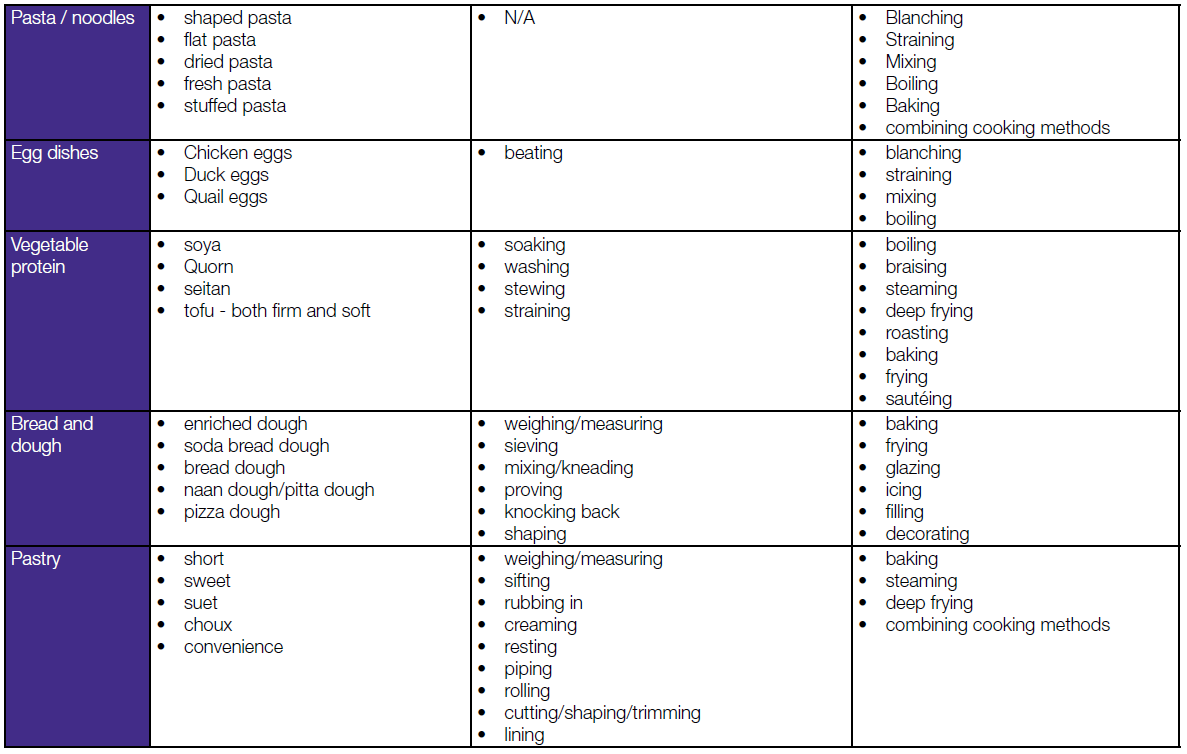 Pasta / noodles
• shaped pasta
• flat pasta
• dried pasta
• fresh pasta
• stuffed pasta
• N/A
• Blanching
• Straining
• Mixing
• Boiling
• Baking
• combining cooking methods
Egg dishes
• Chicken eggs
• Duck eggs
• Quail eggs
• beating
• blanching
• straining
• mixing
• boiling
Vegetable
protein
• soya
• Quorn
• seitan
• tofu - both firm and soft
• soaking
• washing
• stewing
• straining
• boiling
• braising
• steaming
• deep frying
• roasting
• baking
• frying
• sautéing
Bread and
dough
• enriched dough
• soda bread dough
• bread dough
• naan dough/pitta dough
• pizza dough
• weighing/measuring
• sieving
• mixing/kneading
• proving
• knocking back
• shaping
• baking
• frying
• glazing
• icing
• filling
• decorating
Pastry
• short
• sweet
• suet
• choux
• convenience
• weighing/measuring
• sifting
• rubbing in
• creaming
• resting
• piping
• rolling
• cutting/shaping/trimming
• lining
• baking
• steaming
• deep frying
• combining cooking methods